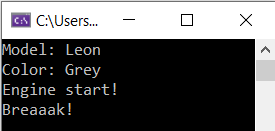 C:\Users...
Model: Leon
Color: Grey
Engine start!
Breaaak!